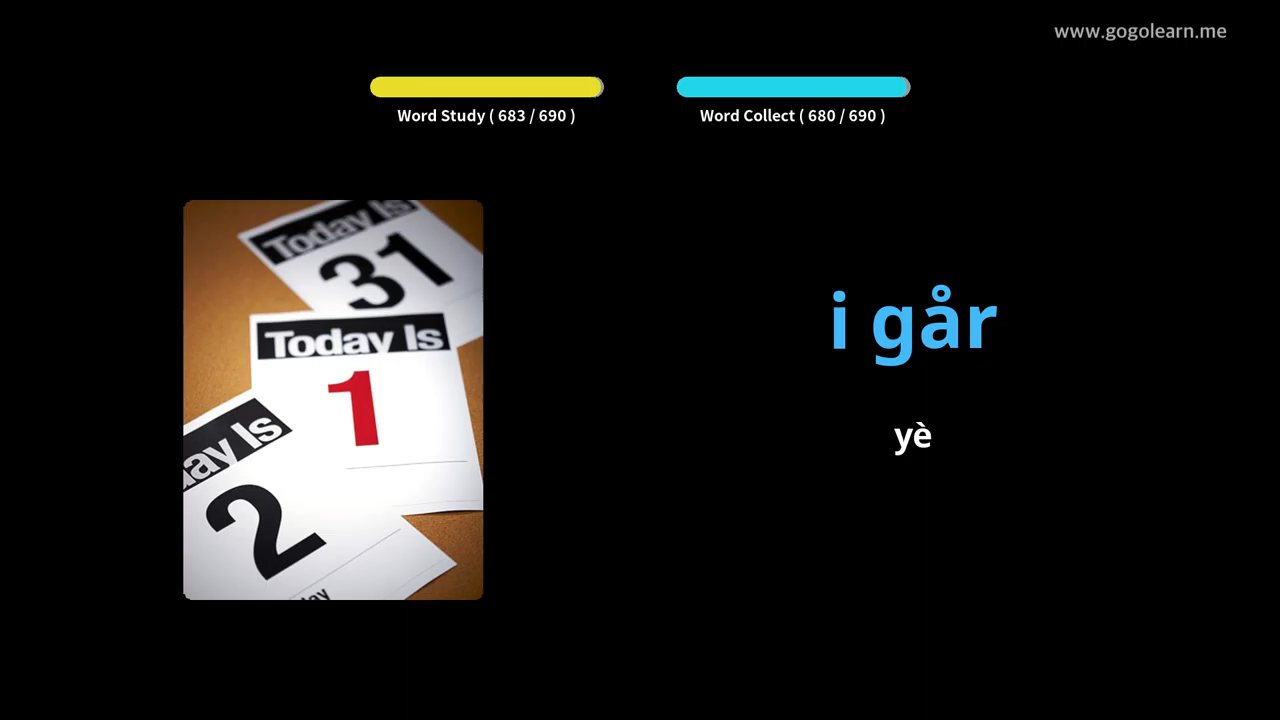 www.gogolearn.me
Word Study ( 683 / 690 )
Word Collect ( 680 / 690 )
Today Is
31
Today Is
1
ay Is
2
ay
i går
yè